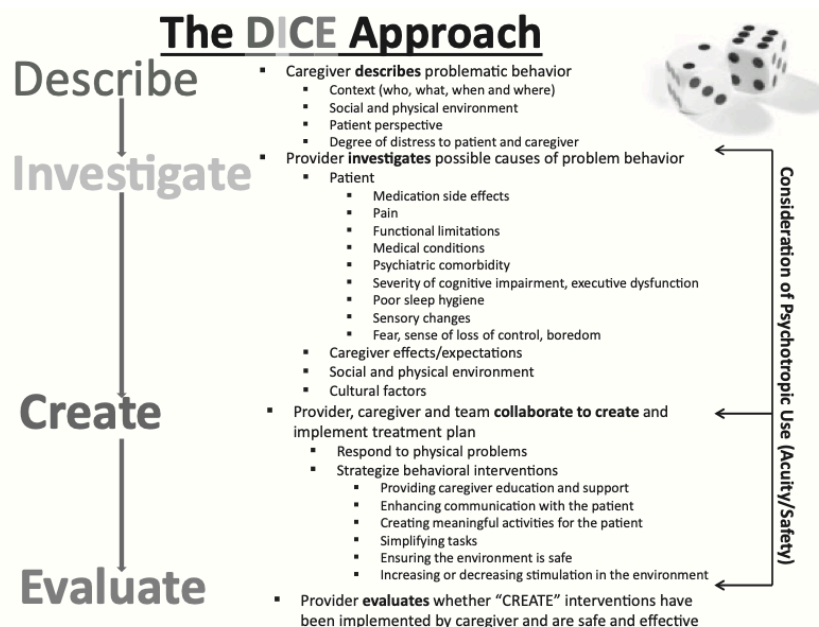 The DICE Approach
Describe
▪ Caregiver describes problematic behavior
▪ Context (who, what, when and where)
▪ Social and physical environment
▪ Patient perspective
▪ Degree of distress to patient and caregiver
Investigate
▪ Provider investigates possible causes of problem behavior
▪ Patient
▪ Medication side effects
▪ Pain
▪ Functional limitations
▪ Medical conditions
▪ Psychiatric comorbidity
▪ Severity of cognitive impairment, executive dysfunction
▪ Poor sleep hygiene
▪ Sensory changes
▪ Fear, sense of loss of control, boredom
▪ Caregiver effects/expectations
▪ Social and physical environment
▪ Cultural factors
Create
▪ Provider, caregiver and team collaborate to create and
implement treatment plan
▪ Respond to physical problems
▪ Strategize behavioral interventions
▪ Providing caregiver education and support
▪ Enhancing communication with the patient
▪ Creating meaningful activities for the patient
▪ Simplifying tasks
▪ Ensuring the environment is safe
▪ Increasing or decreasing stimulation in the environment
Evaluate
▪ Provider evaluates whether “CREATE” interventions have
been implemented by caregiver and are safe and effective
Consideration of Psychotropic Use (Acuity/Safety)